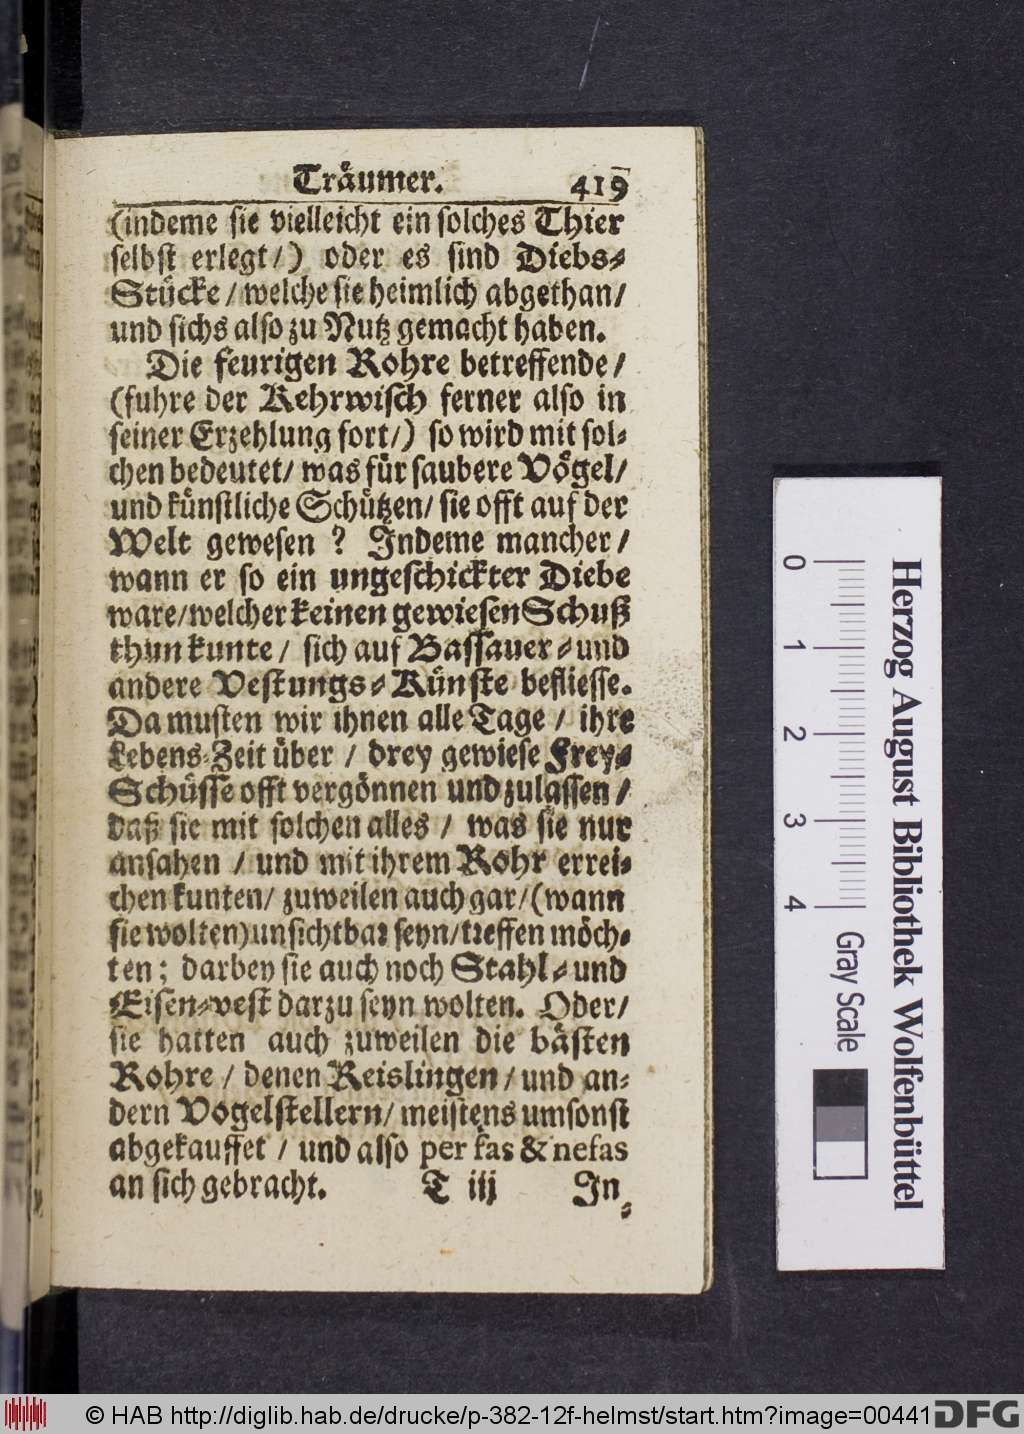 Träumer. 419
(indeme sie vielleicht ein solches Thier
selbst erlegt/) oder es sind Diebs-
Stücke / welche sie heimlich abgethan/
und sichs also zu Nutz gemacht haben.
Die feurigen Rohre betreffende /
(fuhre der Kehrwisch ferner also in
seiner Erzehlung fort/) so wird mit sol-
chen bedeutet/ was für saubere Vögel/
und künstliche Schützen/ sie offt auf der
Welt gewesen ? Indeme mancher /
wann er so ein ungeschickter Diebe
ware/welcher keinen gewiesen Schuß
thun kunte / sich auf Bassauer-und
andere Vestungs-Künste befliesse.
Da musten wir ihnen alle Tage / ihre
Lebens-Zeit über / drey gewiese Frey-
Schüsse offt vergönnen und zulassen /
daß sie mit solchen alles / was sie nur
ansahen / und mit ihrem Rohr errei-
chen kunten/ zuweilen auch gar/(wann
sie wolten)unsichtbar seyn/treffen möch-
ten; darbey sie auch noch Stahl-und
Eisen-vest darzu seyn wolten. Oder/
sie hatten auch zuweilen die bästen
Rohre / denen Reislingen / und an-
dern Vogelstellern/ meistens umsonst
abgekauffet / und also per fas & nefas
an sich gebracht. T iij In-
Herzog August Bibliothek Wolfenbüttel
0 1 2 3 4 Gray Scale
© HAB http://diglib.hab.de/drucke/p-382-12f-helmst/start.htm?image=00441 DFG